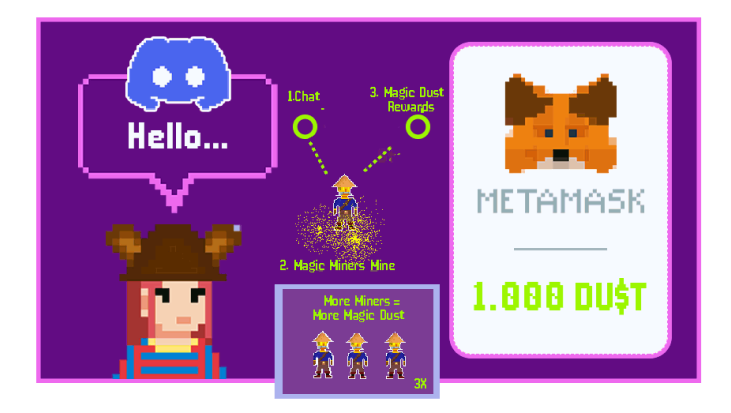 Hello...
1.Chat
3. Magic Dust
Rewards
2. Magic Miners Mine
More Miners =
More Magic Dust
3X
METAMASK
1.000 DU$T